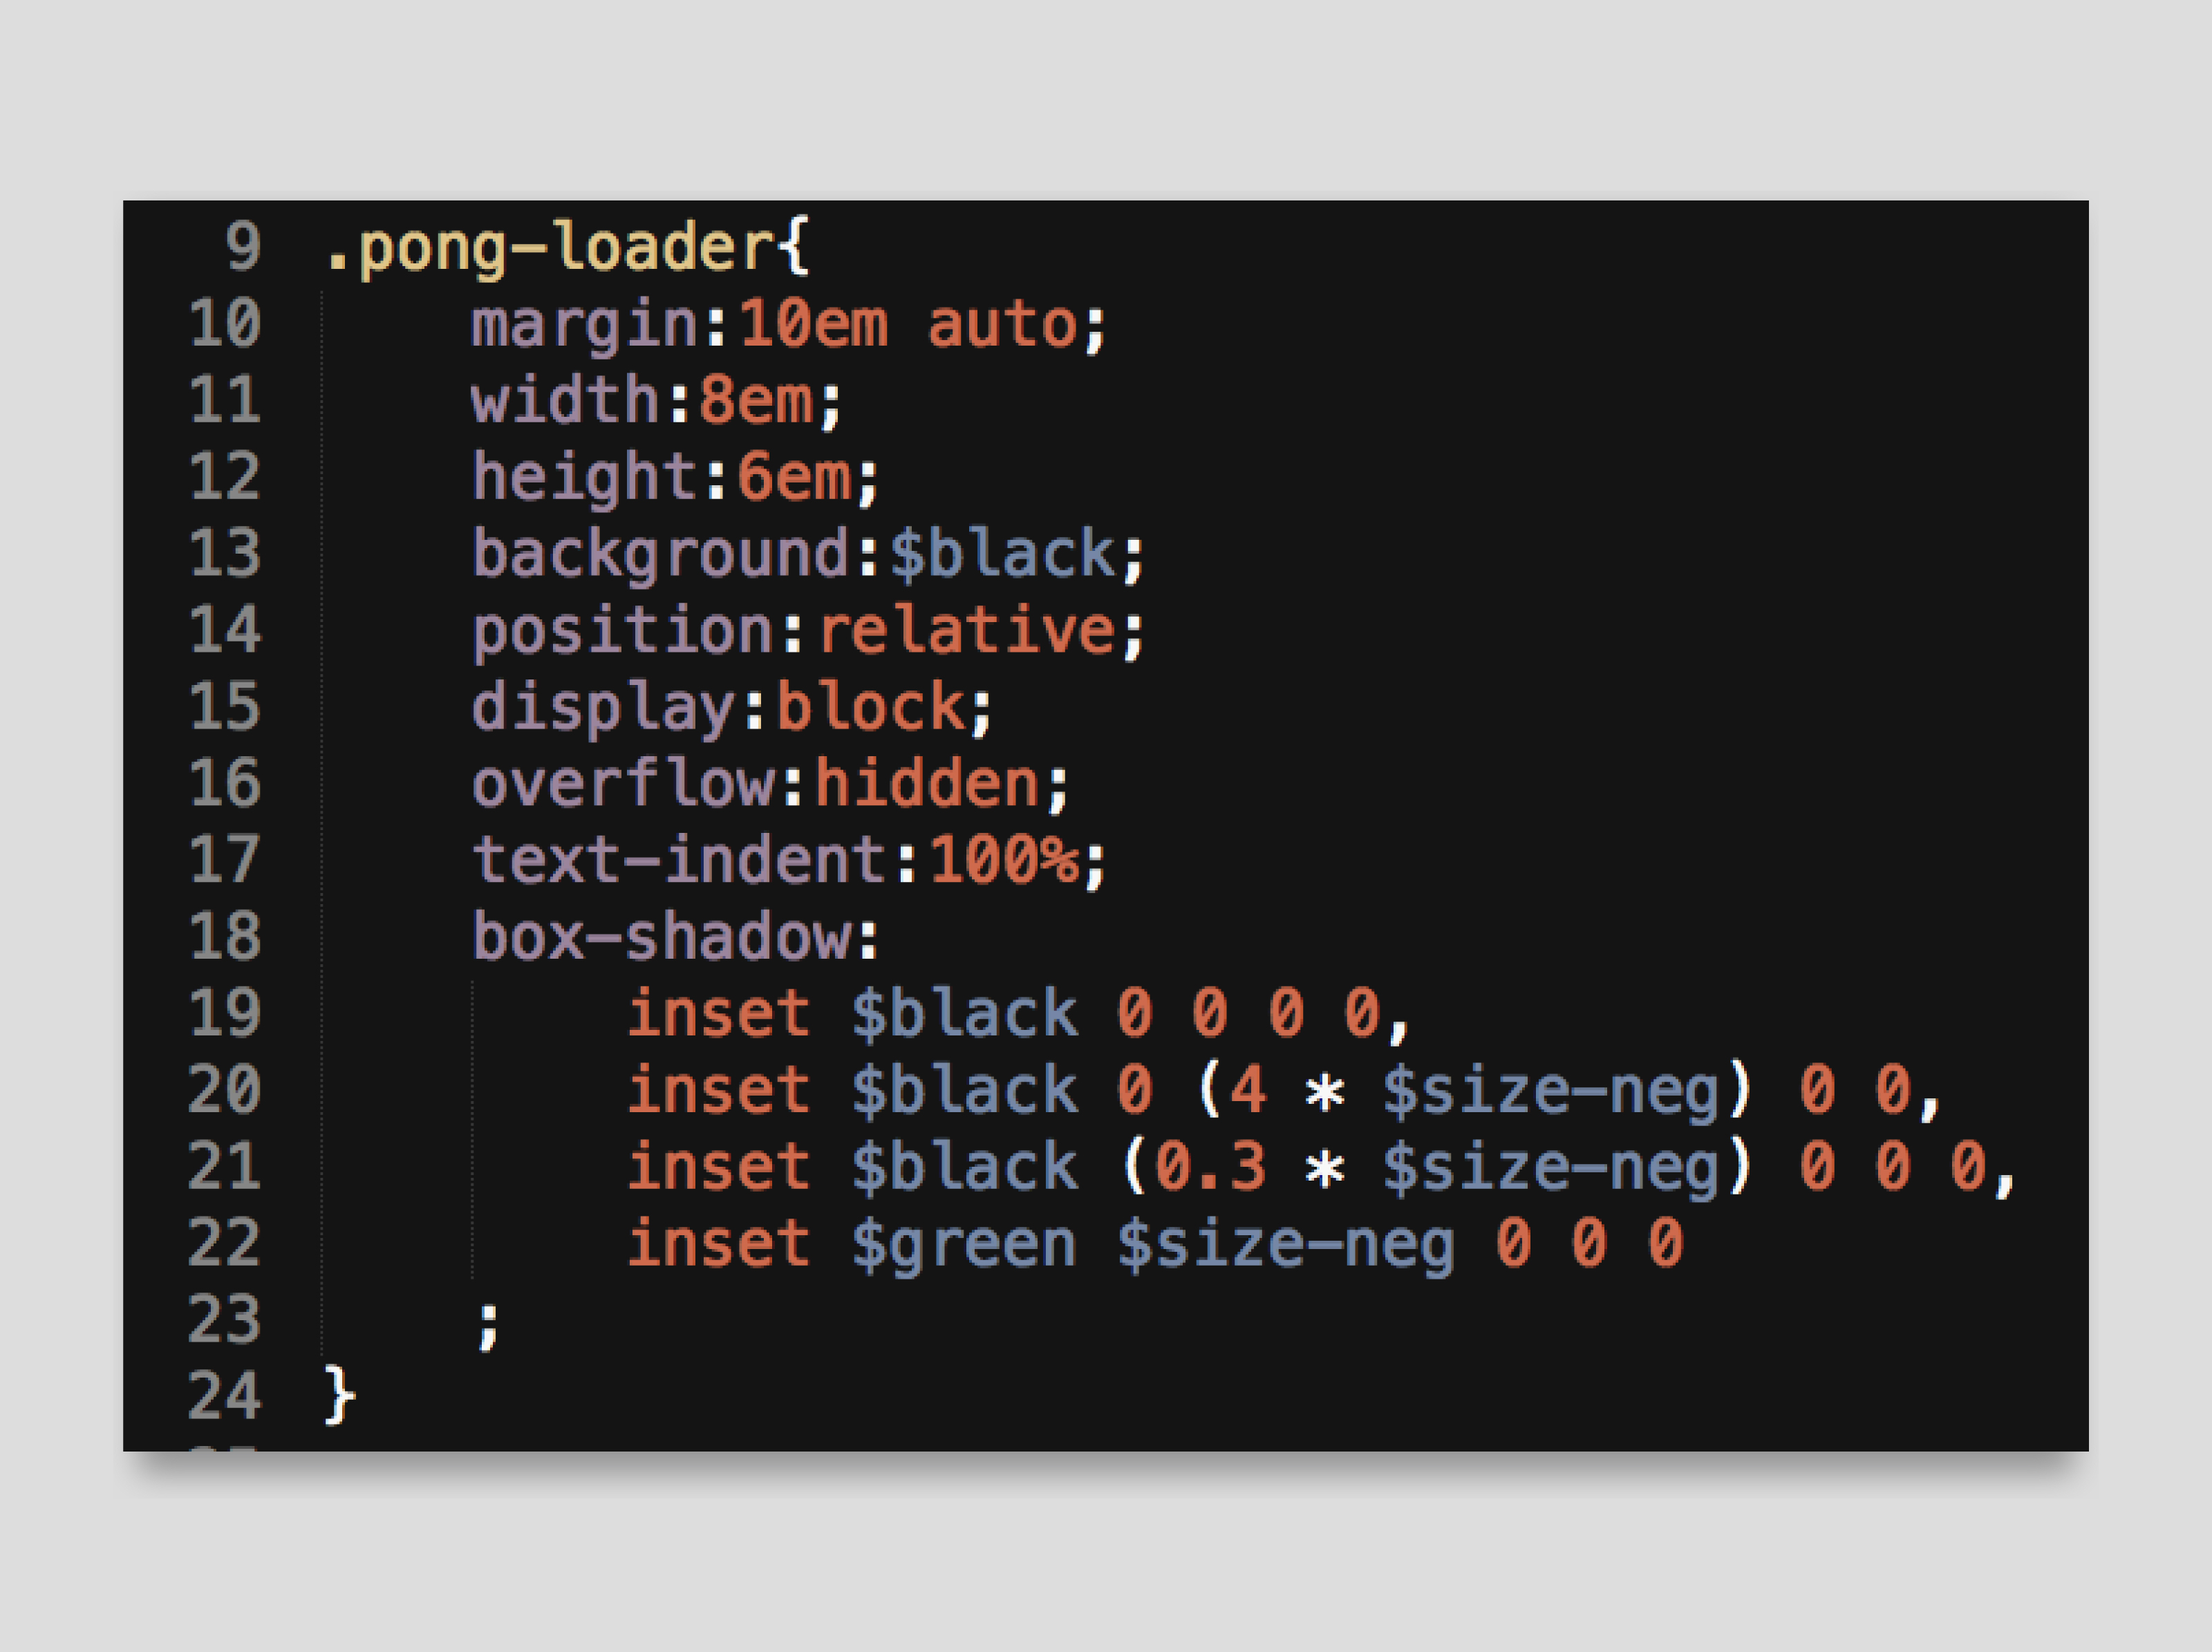 9 .pong-loader{
10 margin:10em auto;
11 width:8em;
12 height:6em;
13 background:$black;
14 position:relative;
15 display:block;
16 overflow:hidden;
17 text-indent:100%;
18 box-shadow:
19 inset $black 0 0 0 0,
20 inset $black 0 (4 * $size-neg) 0 0,
21 inset $black (0.3 * $size-neg) 0 0 0,
22 inset $green $size-neg 0 0 0
23 ;
24 }